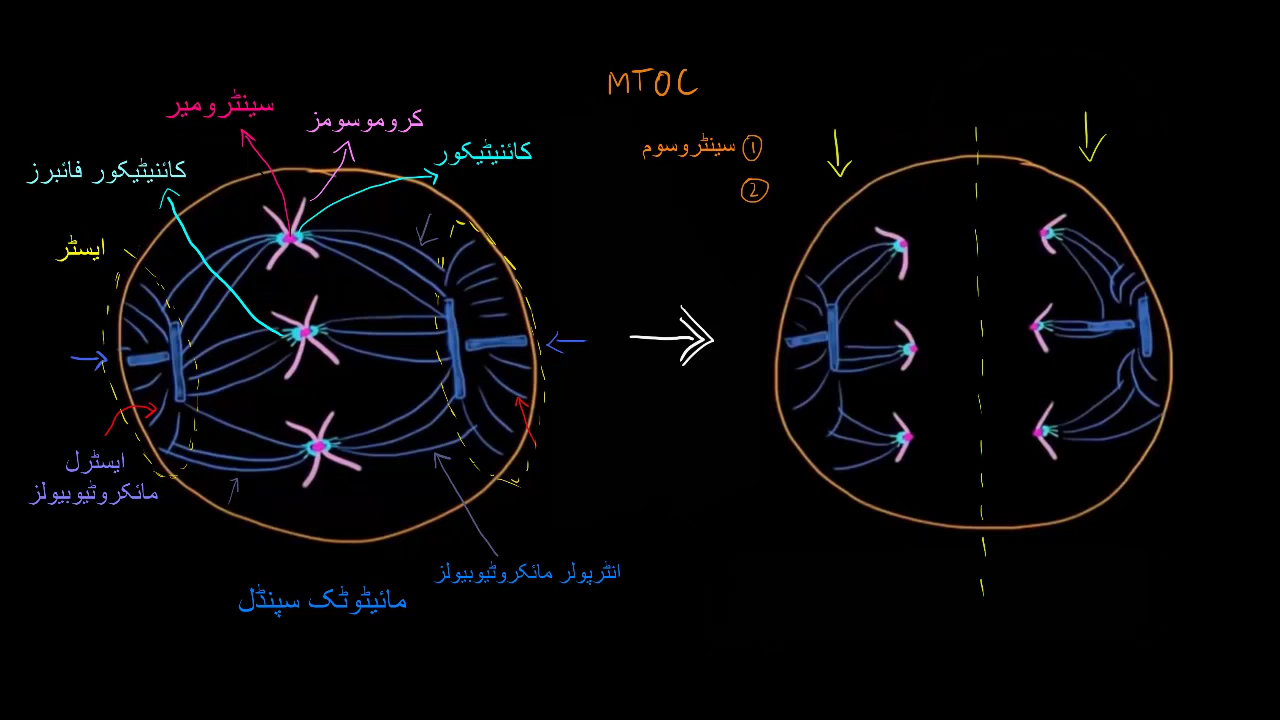 MTOC
سینٹرومیر
کروموسومز
① سینٹروسوم
②
کائنیٹیکور
کائنیٹیکور فائبرز
ایسٹر
ایسٹرل
مائکروٹیوبیولز
انٹرپولر مائکروٹیوبیولز
مائیٹوٹک سپنڈل